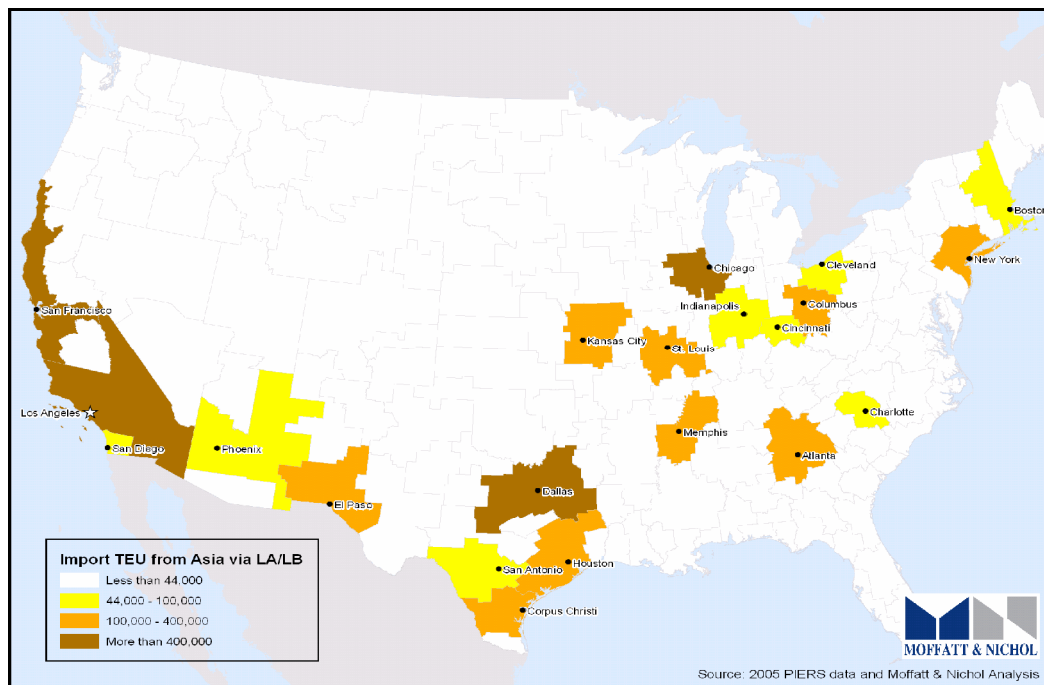 Boston
New York
Cleveland
Chicago
Columbus
Indianapolis
Cincinnati
San Francisco
Kansas City
St. Louis
Los Angeles
Charlotte
Memphis
San Diego
Phoenix
Atlanta
Dallas
El Paso
Houston
San Antonio
Corpus Christi
Import TEU from Asia via LA/LB
Less than 44,000
44,000 - 100,000
100,000 - 400,000
More than 400,000
MOFFATT & NICHOL
Source: 2005 PIERS data and Moffatt & Nichol Analysis